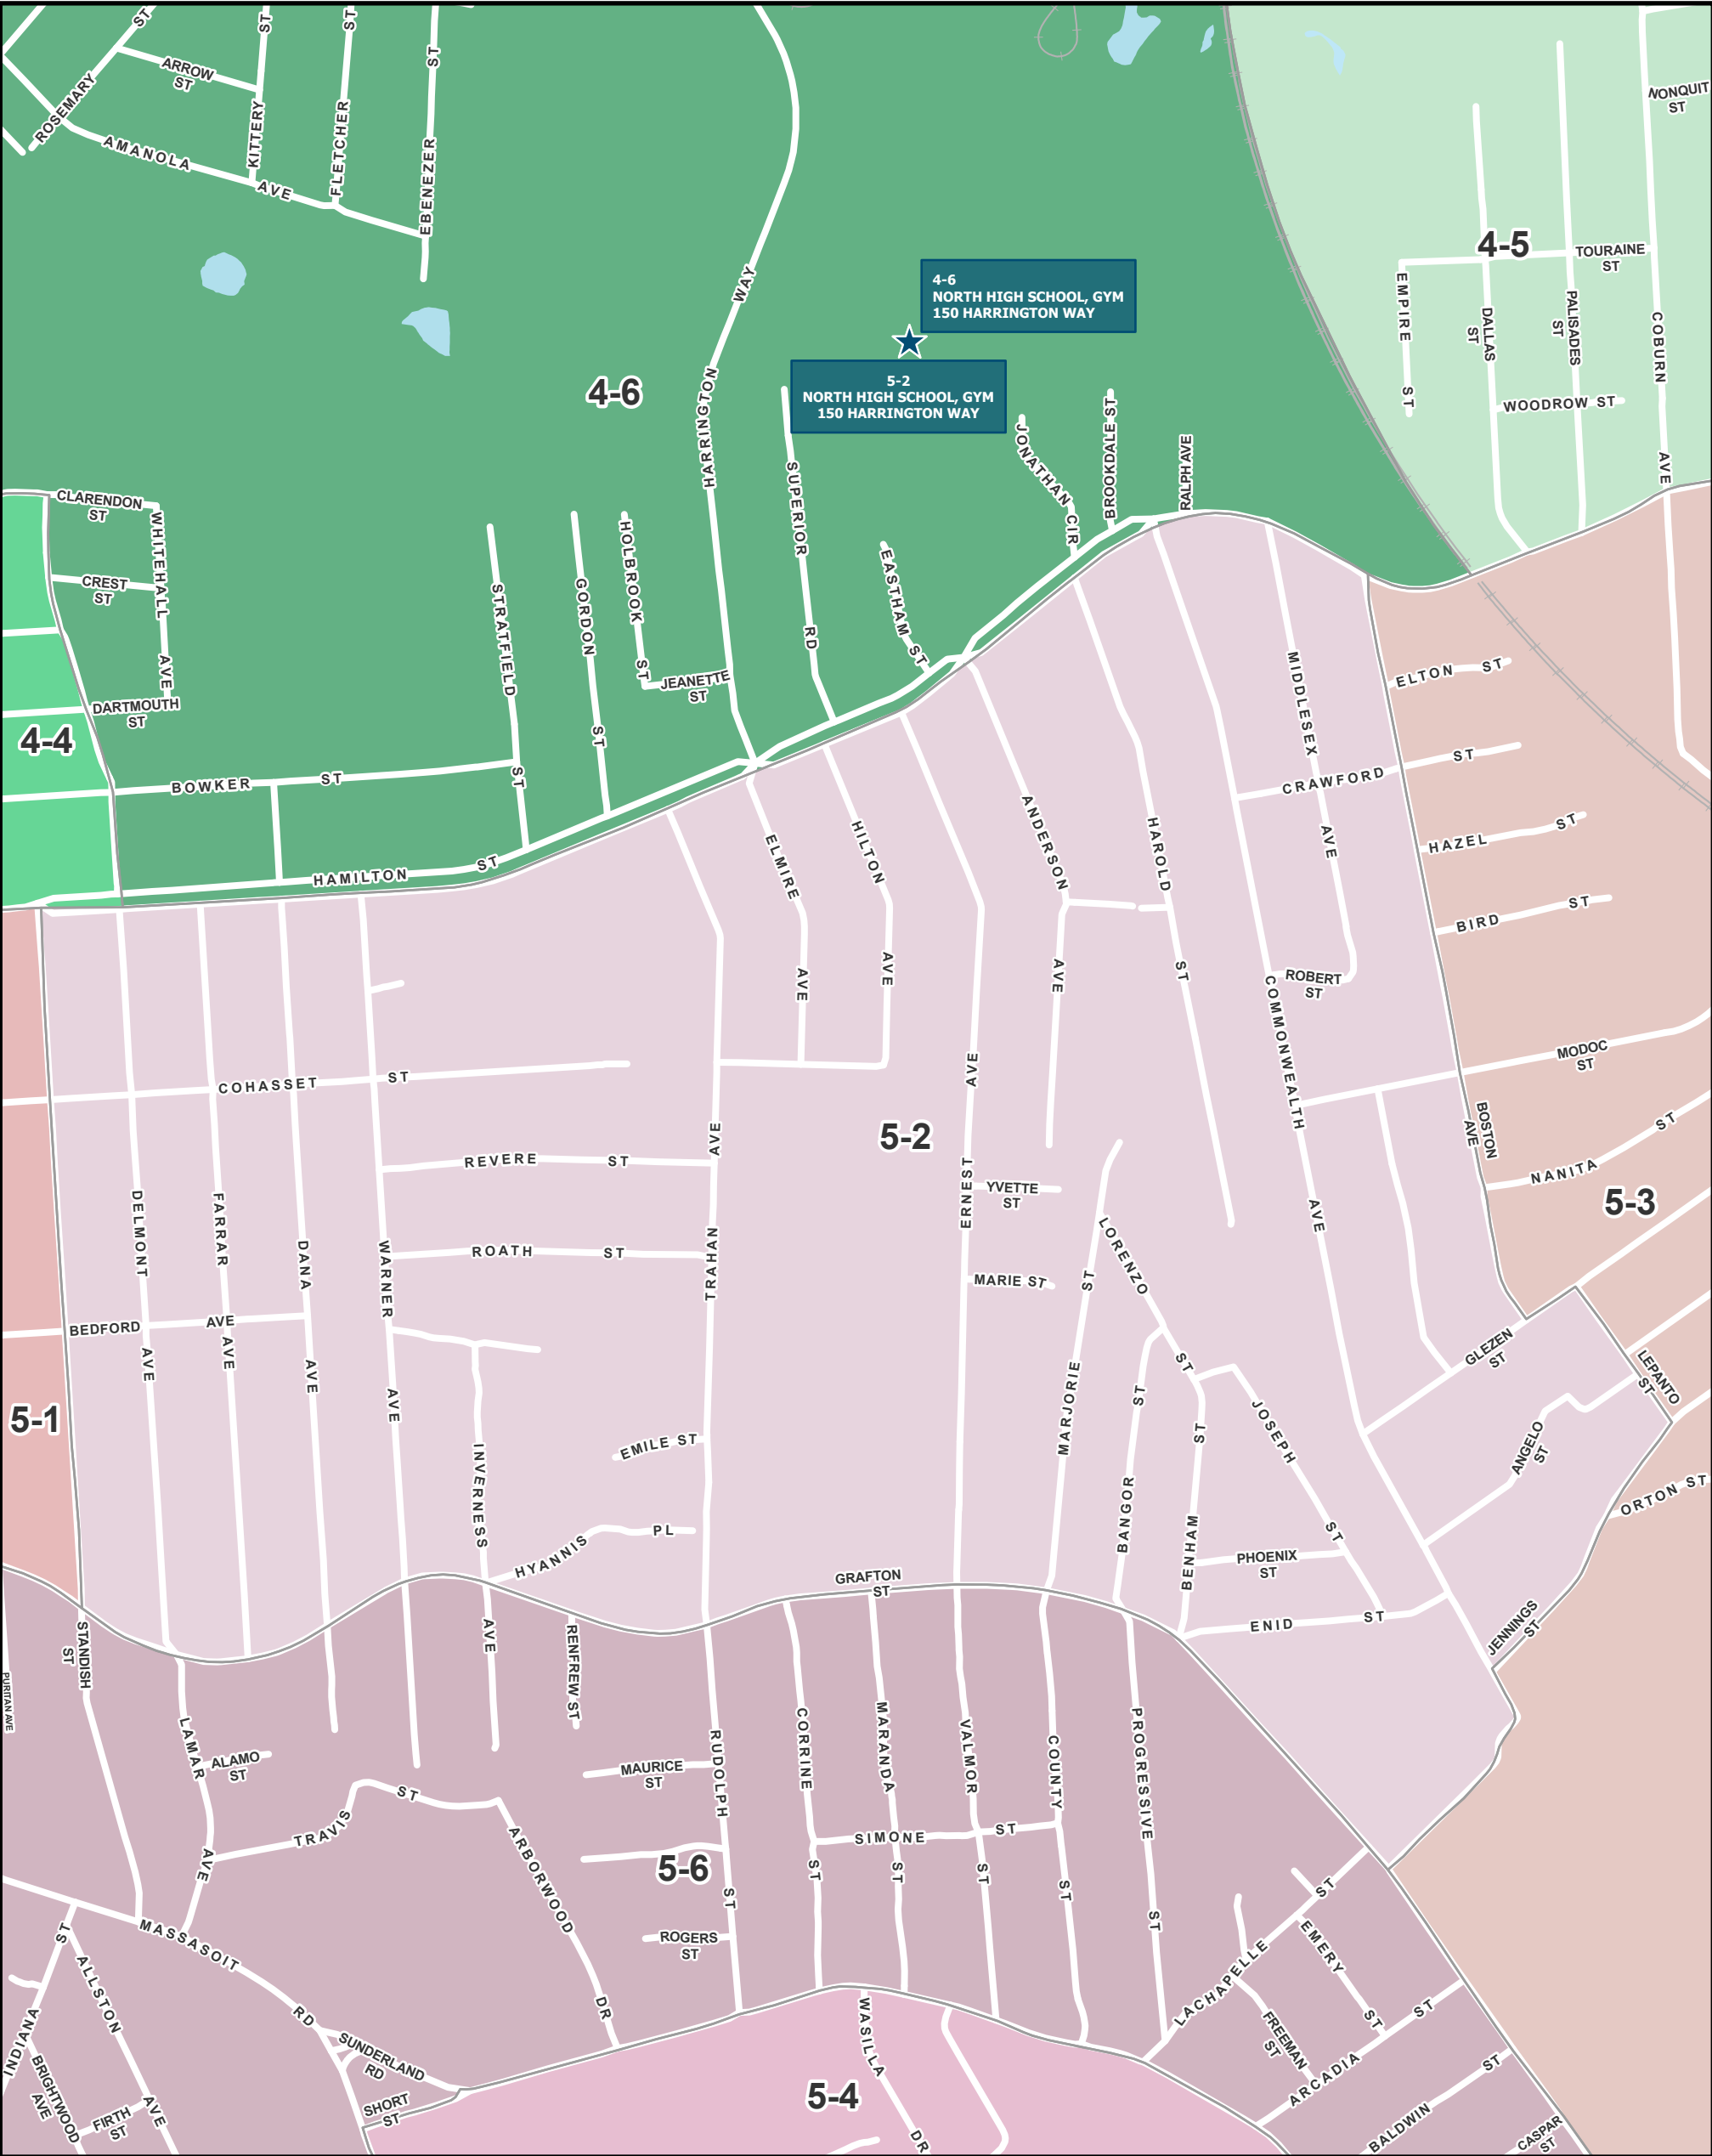 ST
ST
ST
ST
ARROW
ST
ROSEMARY
KITTERY
FLETCHER
AMANOLA
AVE
EBENEZER
WAY
HARRINGTON
4-6
4-6
NORTH HIGH SCHOOL, GYM
150 HARRINGTON WAY
5-2
NORTH HIGH SCHOOL, GYM
150 HARRINGTON WAY
4-5
TOURAINE
ST
EMPIRE
ST
DALLAS
ST
PALISADES
ST
COBURN
AVE
WOODROW ST
ST
CLARENDON
ST
WHITEHALL
AVE
CREST
ST
DARTMOUTH
ST
4-4
BOWKER
ST
HAMILTON
ST
STRATFIELD
ST
GORDON
ST
HOLBROOK
ST
JEANETTE
ST
SUPERIOR
RD
EASTHAM
ST
JONATHAN
CIR
BROOKDALE ST
RALPH AVE
ELTON
ST
MIDDLESEX
AVE
CRAWFORD
ST
HAZEL
ST
BIRD
ST
ROBERT
ST
MODOC
ST
ELMIRE
AVE
HILTON
AVE
ANDERSON
AVE
HAROLD
ST
COMMONWEALTH
AVE
COHASSET
ST
REVERE
ST
ROATH
ST
5-2
ERNEST
AVE
TRAHAN
AVE
YVETTE
ST
MARIE ST
BOSTON
AVE
NANITA
ST
5-3
DELMONT
AVE
FARRAR
AVE
DANA
AVE
WARNER
AVE
BEDFORD
AVE
5-1
LORENZO
ST
MARJORIE
ST
BANGOR
ST
BENHAM
ST
JOSEPH
ST
GLEZEN
ST
LEPANTO
ST
ANGELO
ST
ORTON ST
INVERNESS
AVE
EMILE ST
HYANNIS
PL
GRAFTON
ST
PHOENIX
ST
ENID
ST
JENNINGS
ST
STANDISH
ST
PURITAN AVE
LAMAR
AVE
ALAMO
ST
TRAVIS
ST
RENFREW ST
MAURICE
ST
RUDOLPH
ST
CORRINE
ST
MARANDA
ST
VALMOR
ST
COUNTY
ST
PROGRESSIVE
ST
SIMONE
ST
5-6
ARBORWOOD
DR
ROGERS
ST
MASSASOIT
RD
ST
ALLSTON
AVE
INDIANA
BRIGHTWOOD
AVE
FIRTH
ST
SUNDERLAND
RD
SHORT
ST
5-4
WASILLA
DR
LACHAPELLE
ST
EMERY
ST
FREEMAN
ST
ARCADIA
ST
BALDWIN
ST
CASPAR
ST